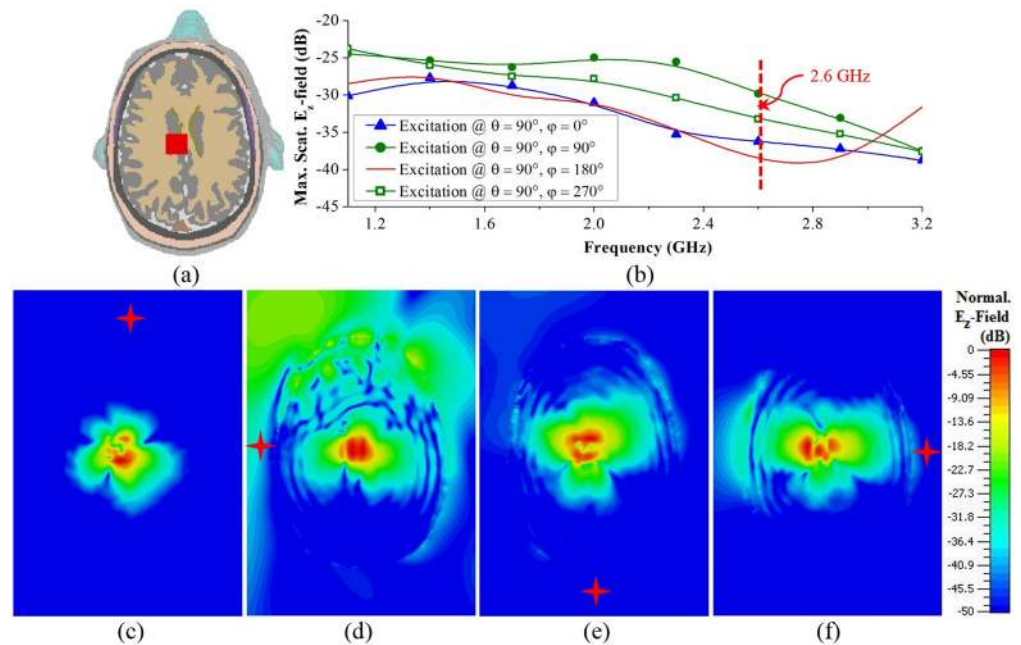 (a)
Max. Scat. E_z-field (dB)
-20
-25
-30
-35
-40
-45
2.6 GHz
Excitation @ θ = 90°, φ = 0°
Excitation @ θ = 90°, φ = 90°
Excitation @ θ = 90°, φ = 180°
Excitation @ θ = 90°, φ = 270°
1.2 1.6 2.0 2.4 2.8 3.2
Frequency (GHz)
(b)
Normal.
E_z-Field
(dB)
0
-4.55
-9.09
-13.6
-18.2
-22.7
-27.3
-31.8
-36.4
-40.9
-45.5
-50
(c) (d) (e) (f)